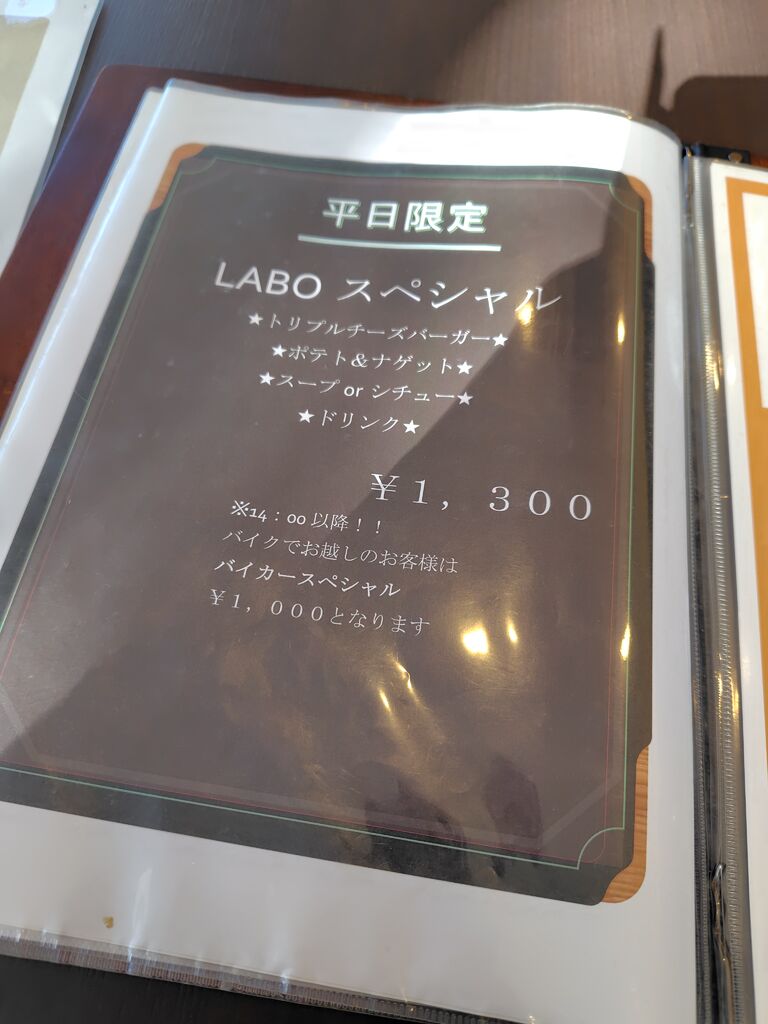 平日限定
LABO スペシャル
★トリプルチーズバーガー★
★ポテト＆ナゲット★
★スープ or シチュー★
★ドリンク★
￥１，３００
※14：00 以降！！
バイクでお越しのお客様は
バイカースペシャル
￥１，０００となります